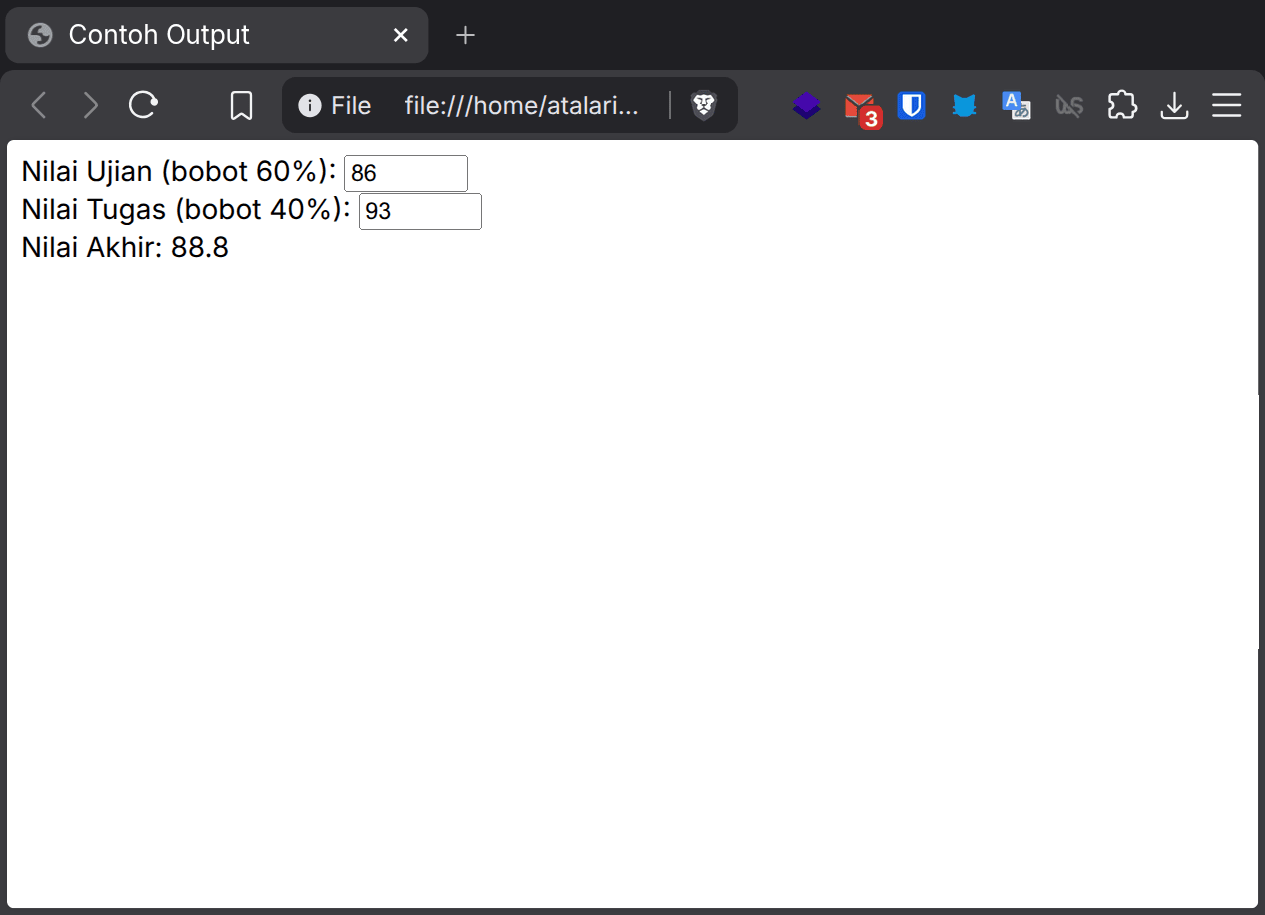 Contoh Output
File file:///home/atalari...
3
Nilai Ujian (bobot 60%): 86
Nilai Tugas (bobot 40%): 93
Nilai Akhir: 88.8